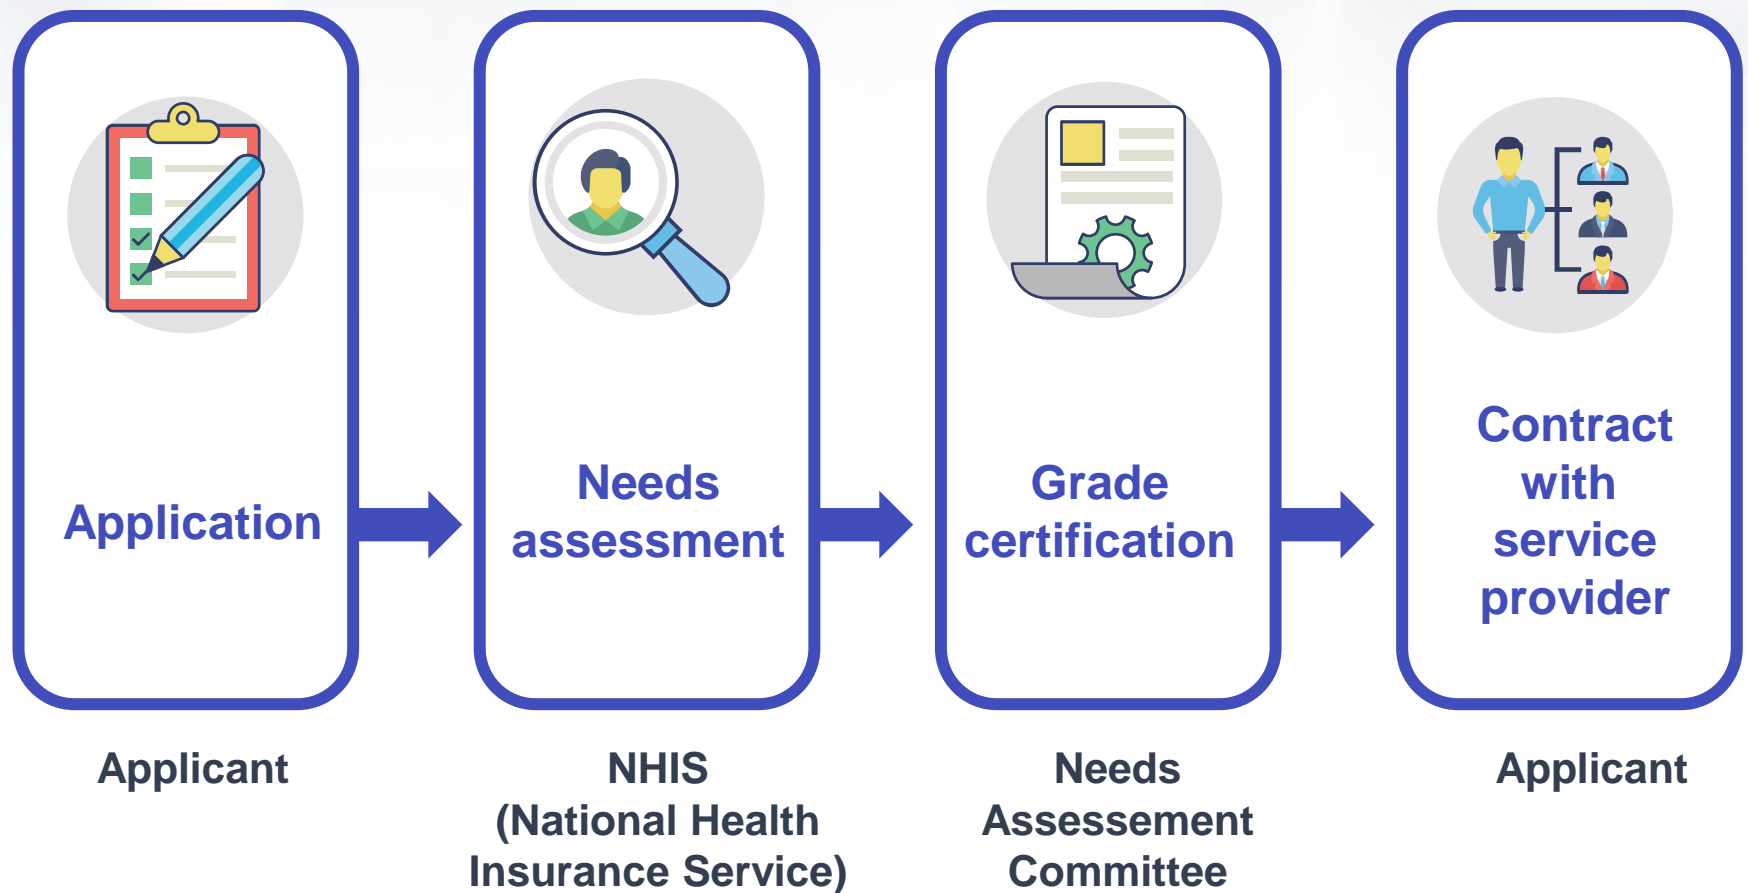 Application
Needs
assessment
Grade
certification
Contract
with
service
provider
Applicant
NHIS
(National Health
Insurance Service)
Needs
Assessement
Committee
Applicant